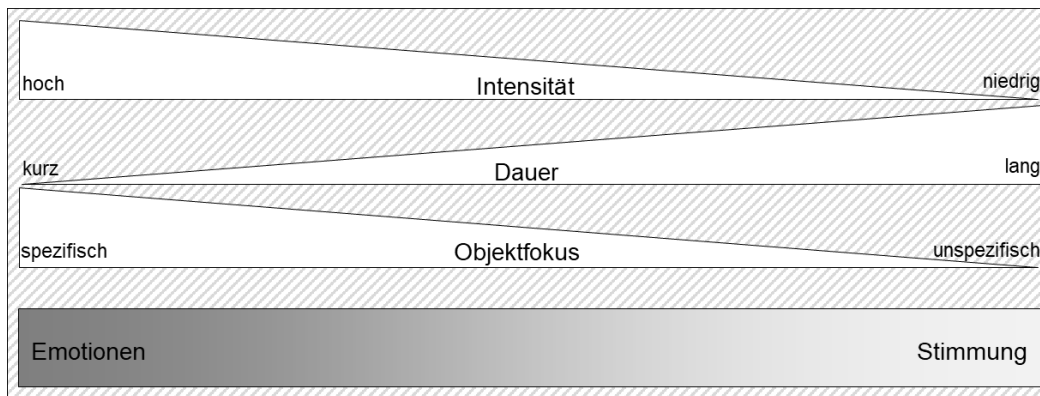 hoch Intensität niedrig
kurz Dauer lang
spezifisch Objektfokus unspezifisch
Emotionen Stimmung